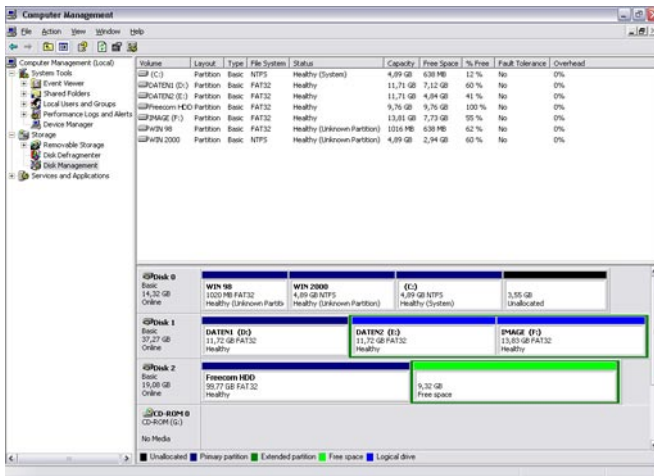 Computer Management
File Action View Window Help
Computer Management (Local)
System Tools
Event Viewer
Shared Folders
Local Users and Groups
Performance Logs and Alerts
Device Manager
Storage
Removable Storage
Disk Defragmenter
Disk Management
Services and Applications
Volume Layout Type File System Status Capacity Free Space % Free Fault Tolerance Overhead
(C:) Partition Basic NTFS Healthy (System) 4,89 GB 638 MB 12 % No 0%
DATEN1 (D:) Partition Basic FAT32 Healthy 11,71 GB 7,12 GB 60 % No 0%
DATEN2 (E:) Partition Basic FAT32 Healthy 11,71 GB 4,84 GB 41 % No 0%
Freecom HDD Partition Basic FAT32 Healthy 9,76 GB 9,76 GB 100 % No 0%
IMAGE (F:) Partition Basic FAT32 Healthy 13,81 GB 7,73 GB 55 % No 0%
WIN 98 Partition Basic FAT32 Healthy (Unknown Partition) 1016 MB 638 MB 62 % No 0%
WIN 2000 Partition Basic NTFS Healthy (Unknown Partition) 4,89 GB 2,94 GB 60 % No 0%
Disk 0
Basic
14,32 GB
Online
WIN 98
1020 MB FAT32
Healthy (Unknown Partitio
WIN 2000
4,89 GB NTFS
Healthy (Unknown Partition)
(C:)
4,89 GB NTFS
Healthy (System)
3,55 GB
Unallocated
Disk 1
Basic
37,27 GB
Online
DATEN1 (D:)
11,72 GB FAT32
Healthy
DATEN2 (E:)
11,72 GB FAT32
Healthy
IMAGE (F:)
13,83 GB FAT32
Healthy
Disk 2
Basic
19,08 GB
Online
Freecom HDD
99,77 GB FAT32
Healthy
9,32 GB
Free space
CD-ROM 0
CD-ROM (G:)
No Media
Unallocated Primary partition Extended partition Free space Logical drive